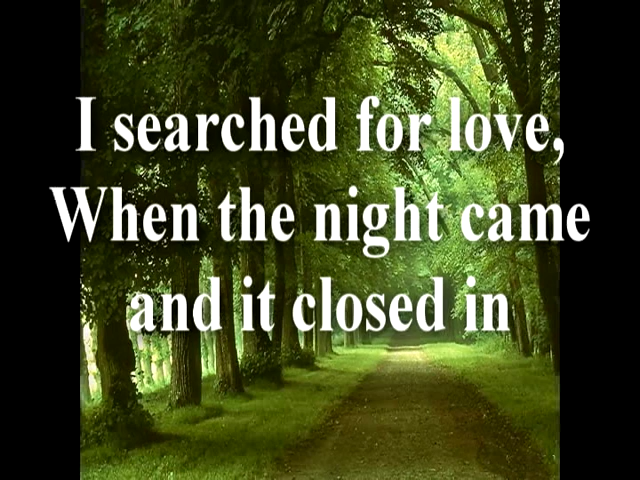 I searched for love,
When the night came
and it closed in